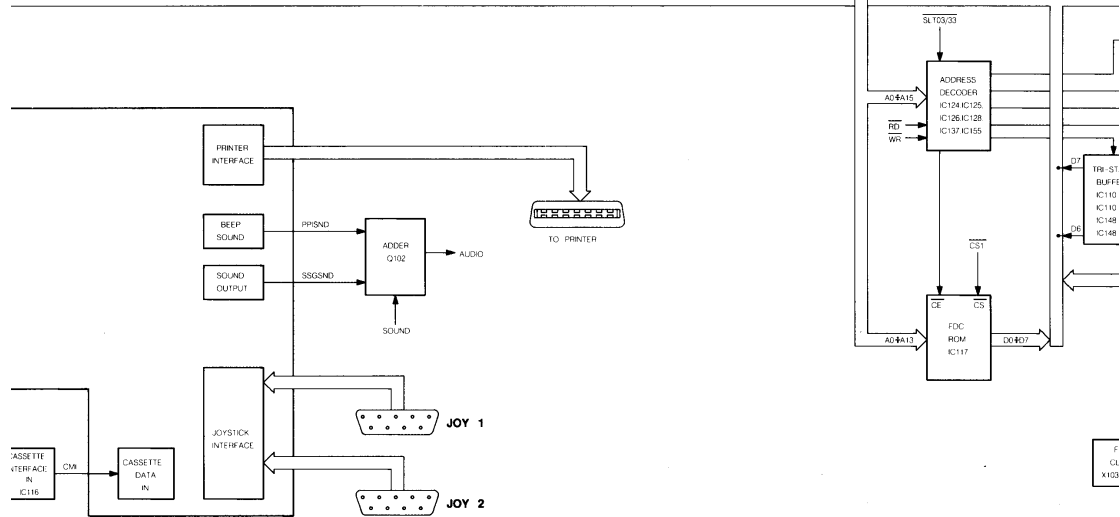 SLT03/33
ADDRESS
DECODER
IC124.IC125.
IC126.IC128
IC137.IC155
A0-A15
RD
WR
D7
D6
TRI-ST
BUFFE
IC110
IC110
IC148
IC148
CS1
CE
CS
FDC
ROM
IC117
A0-A13
D0-D7
PRINTER
INTERFACE
TO PRINTER
BEEP
SOUND
PPISND
SOUND
OUTPUT
SSGSND
ADDER
Q102
AUDIO
SOUND
JOYSTICK
INTERFACE
JOY 1
JOY 2
CASSETTE
NTERFACE
IN
IC116
CMI
CASSETTE
DATA
IN
F
CL
X103